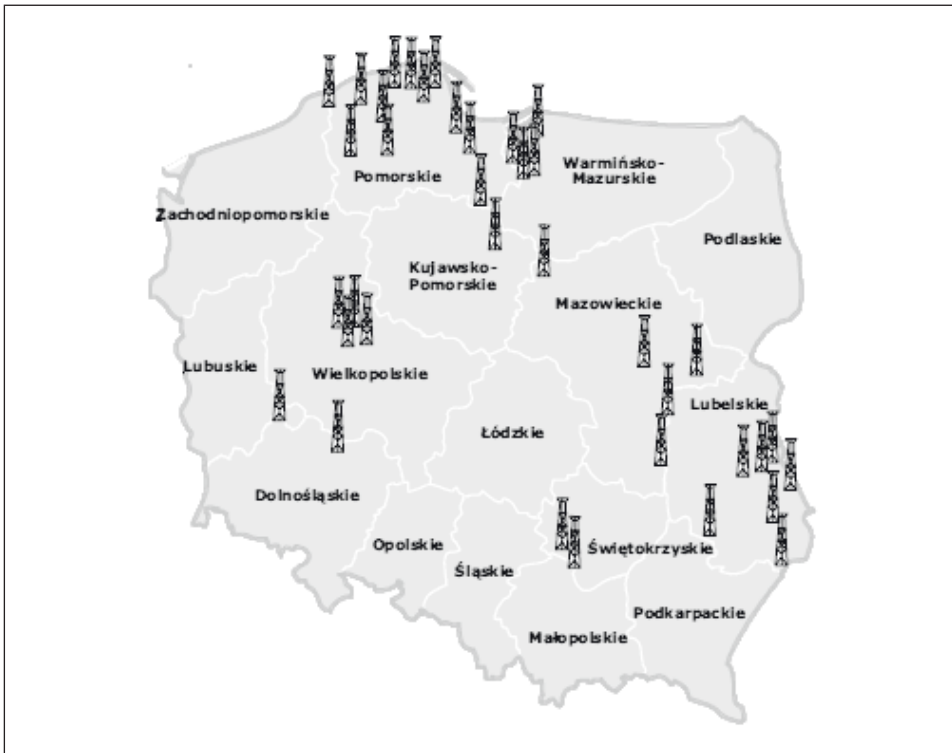 Warmińsko-
Mazurskie
Pomorskie
Zachodniopomorskie
Podlaskie
Kujawsko-
Pomorskie
Mazowieckie
Lubuskie
Wielkopolskie
Lubelskie
Łódzkie
Dolnośląskie
Opolskie
Świętokrzyskie
Śląskie
Podkarpackie
Małopolskie